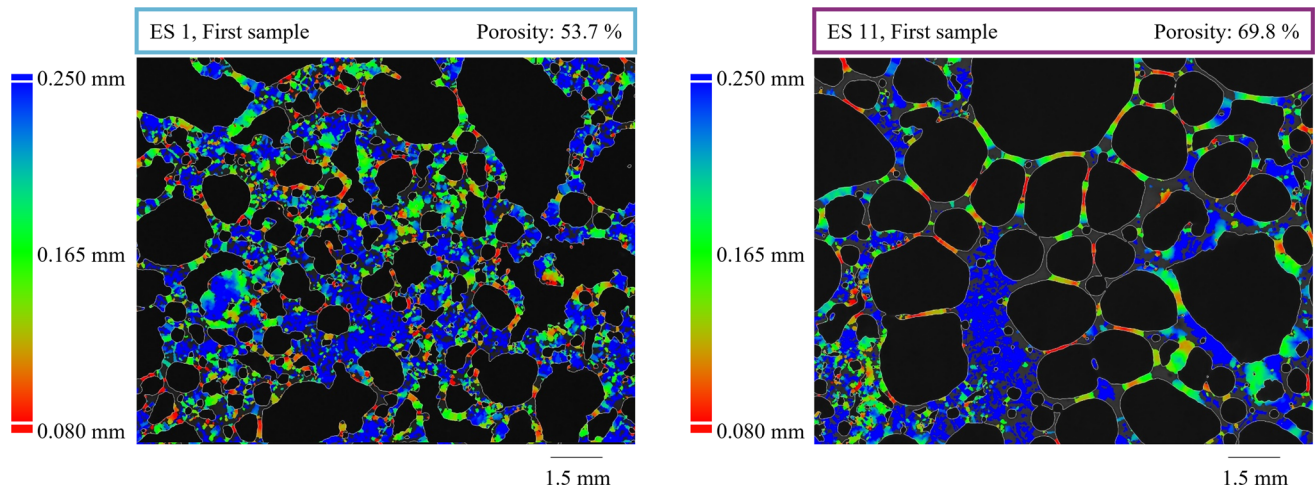 ES 1, First sample Porosity: 53.7 %
0.250 mm
0.165 mm
0.080 mm
1.5 mm
ES 11, First sample Porosity: 69.8 %
0.250 mm
0.165 mm
0.080 mm
1.5 mm